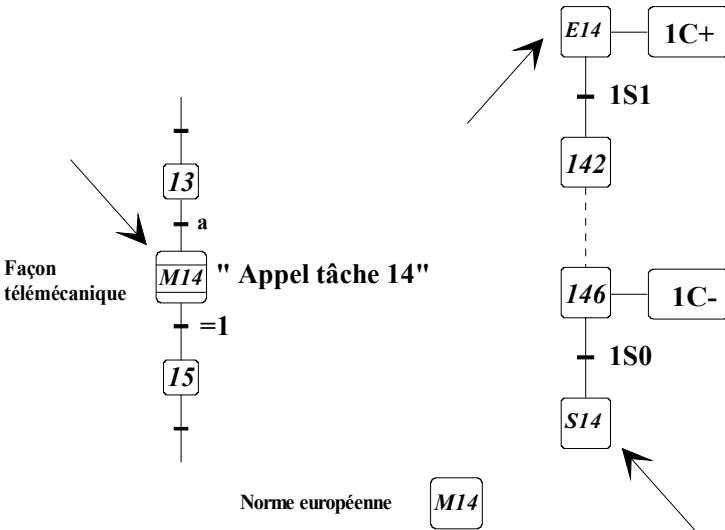 13
a
Façon
télémécanique
M14
" Appel tâche 14"
=1
15
E14
1C+
1S1
142
146
1C-
1S0
S14
Norme européenne
M14